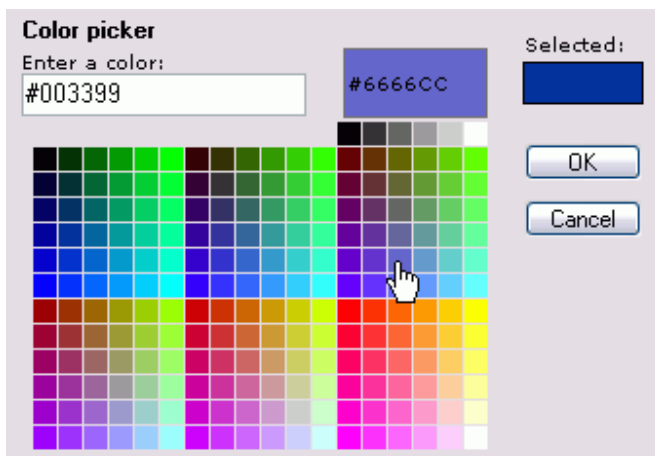 Color picker
Enter a color:
#003399
#6666CC
Selected:
OK
Cancel